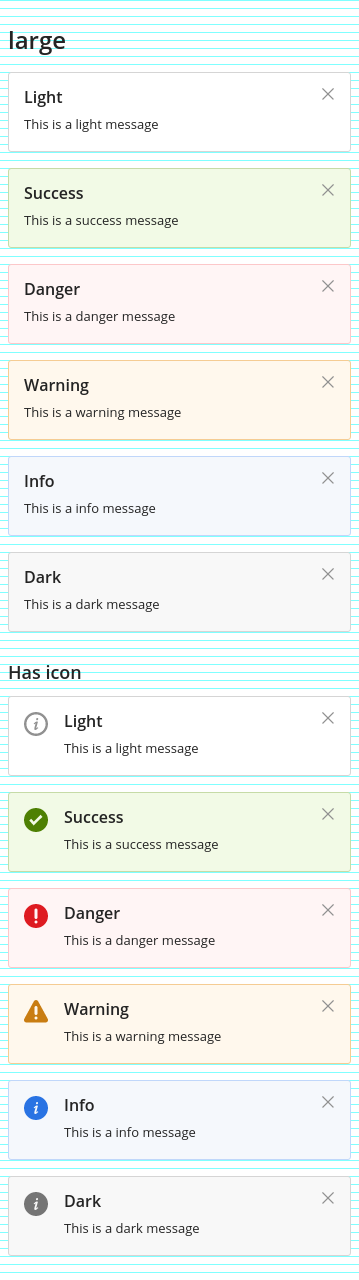 large
Light
This is a light message
Success
This is a success message
Danger
This is a danger message
Warning
This is a warning message
Info
This is a info message
Dark
This is a dark message
Has icon
Light
This is a light message
Success
This is a success message
Danger
This is a danger message
Warning
This is a warning message
Info
This is a info message
Dark
This is a dark message